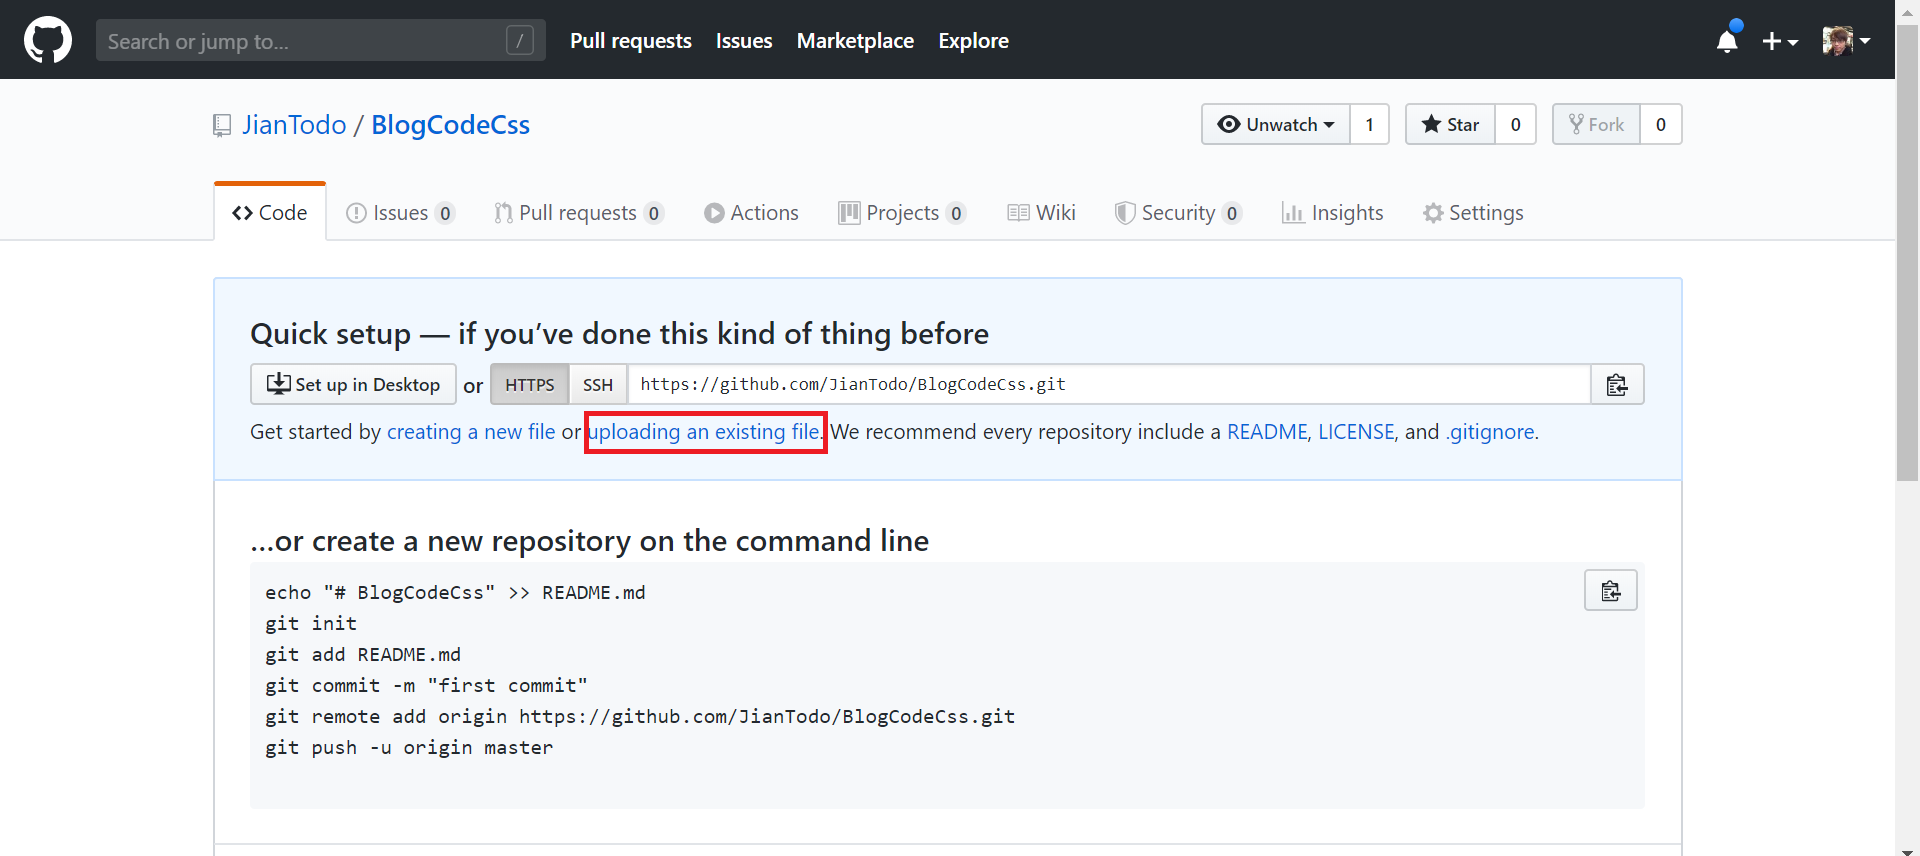 Search or jump to... / Pull requests Issues Marketplace Explore
JianTodo / BlogCodeCss Unwatch 1 Star 0 Fork 0
Code Issues 0 Pull requests 0 Actions Projects 0 Wiki Security 0 Insights Settings
Quick setup — if you’ve done this kind of thing before
Set up in Desktop or HTTPS SSH https://github.com/JianTodo/BlogCodeCss.git
Get started by creating a new file or uploading an existing file. We recommend every repository include a README, LICENSE, and .gitignore.
…or create a new repository on the command line
echo "# BlogCodeCss" >> README.md
git init
git add README.md
git commit -m "first commit"
git remote add origin https://github.com/JianTodo/BlogCodeCss.git
git push -u origin master